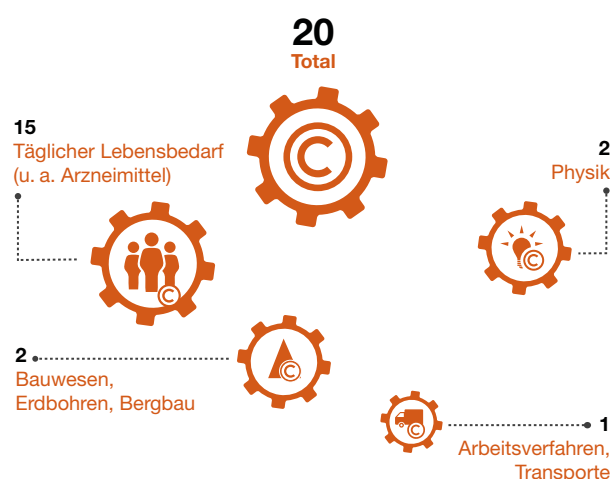 20
Total
15
Täglicher Lebensbedarf
(u. a. Arzneimittel)
2
Physik
2
Bauwesen,
Erdbohren, Bergbau
1
Arbeitsverfahren,
Transporte